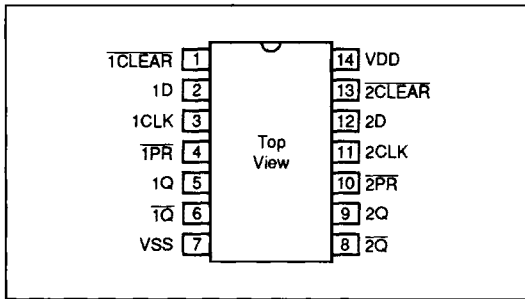 1CLEAR 1 14 VDD
1D 2 13 2CLEAR
1CLK 3 12 2D
1PR 4 11 2CLK
1Q 5 10 2PR
1Q 6 9 2Q
VSS 7 8 2Q
Top
View